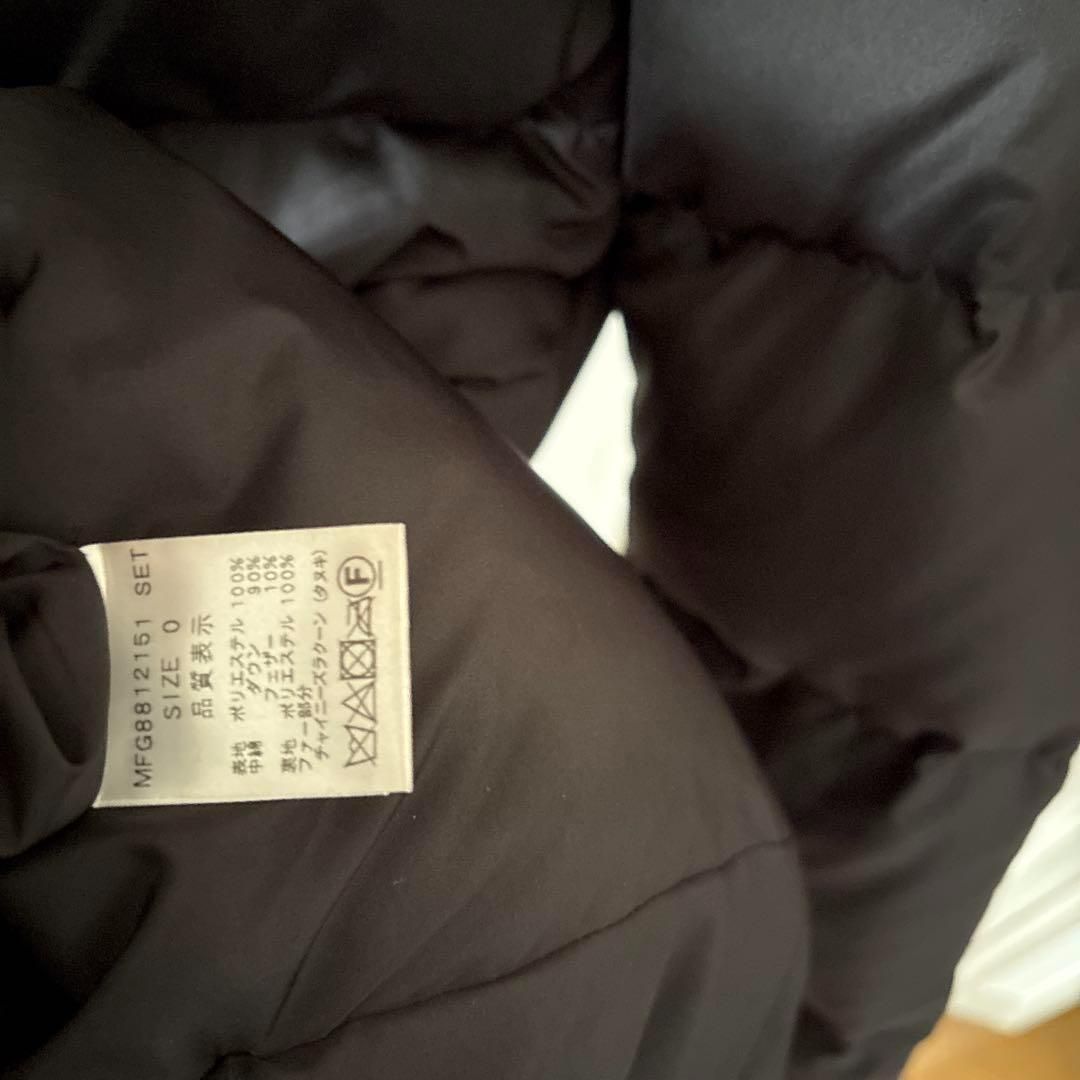 MFG8812151 SET
SIZE 0
品質表示
表地 ポリエステル 100%
中綿 ダウン 90%
フェザー 10%
裏地 ポリエステル 100%
ファー部分
チャイニーズラクーン (タヌキ)
F